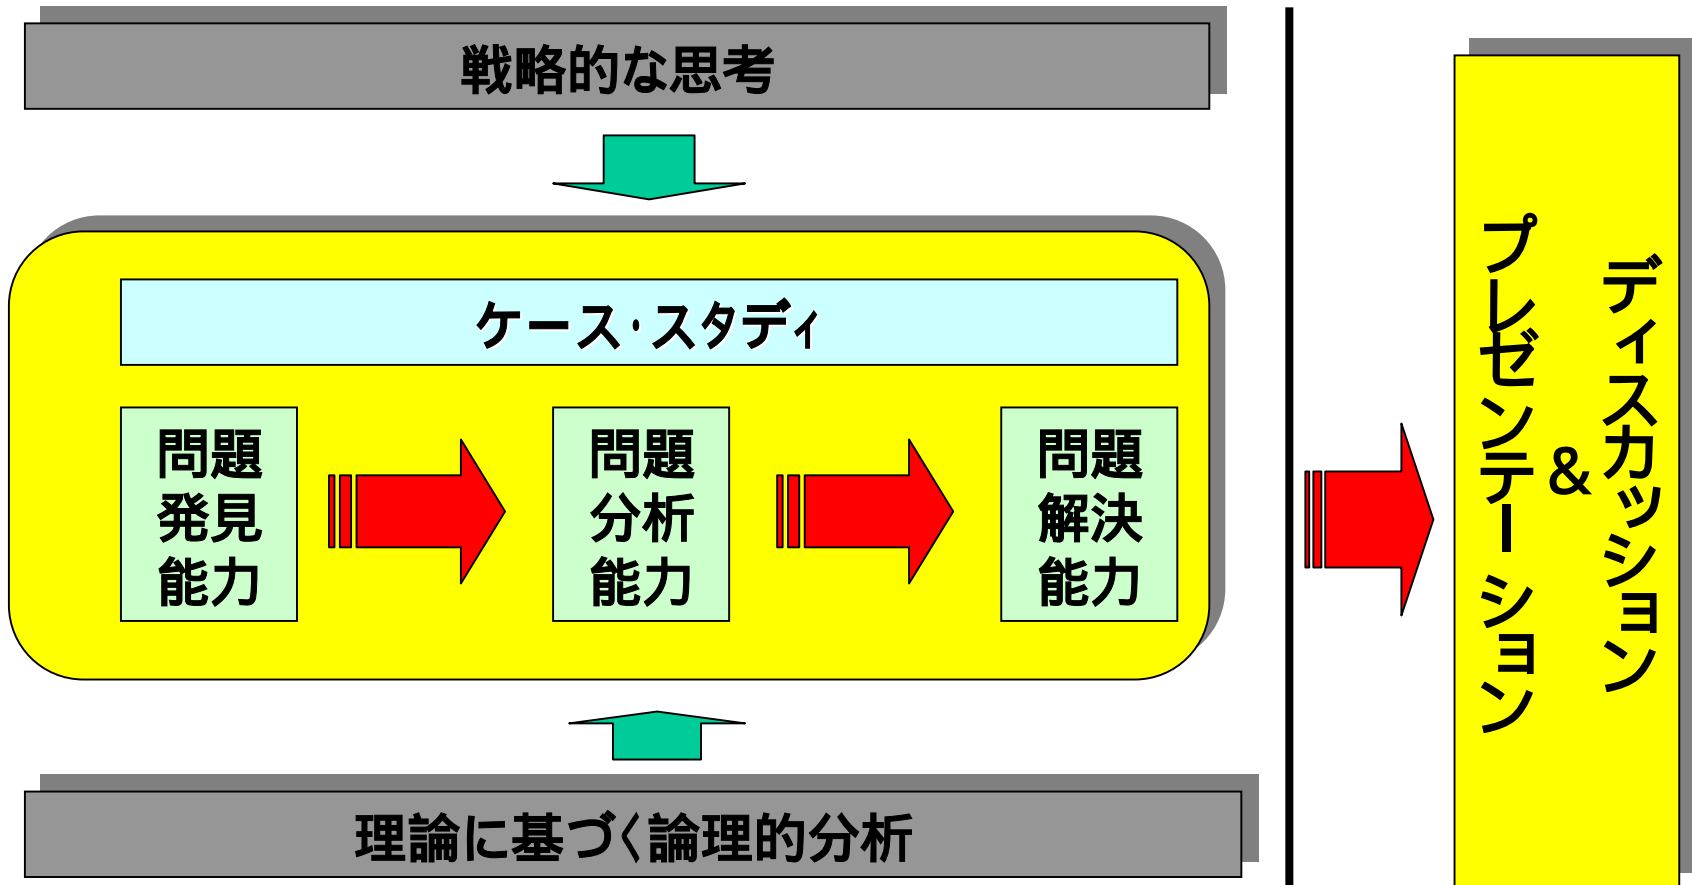 戦略的な思考
ケース・スタディ
問題
発見
能力
問題
分析
能力
問題
解決
能力
理論に基づく論理的分析
ディスカッション
&
プレゼンテーション